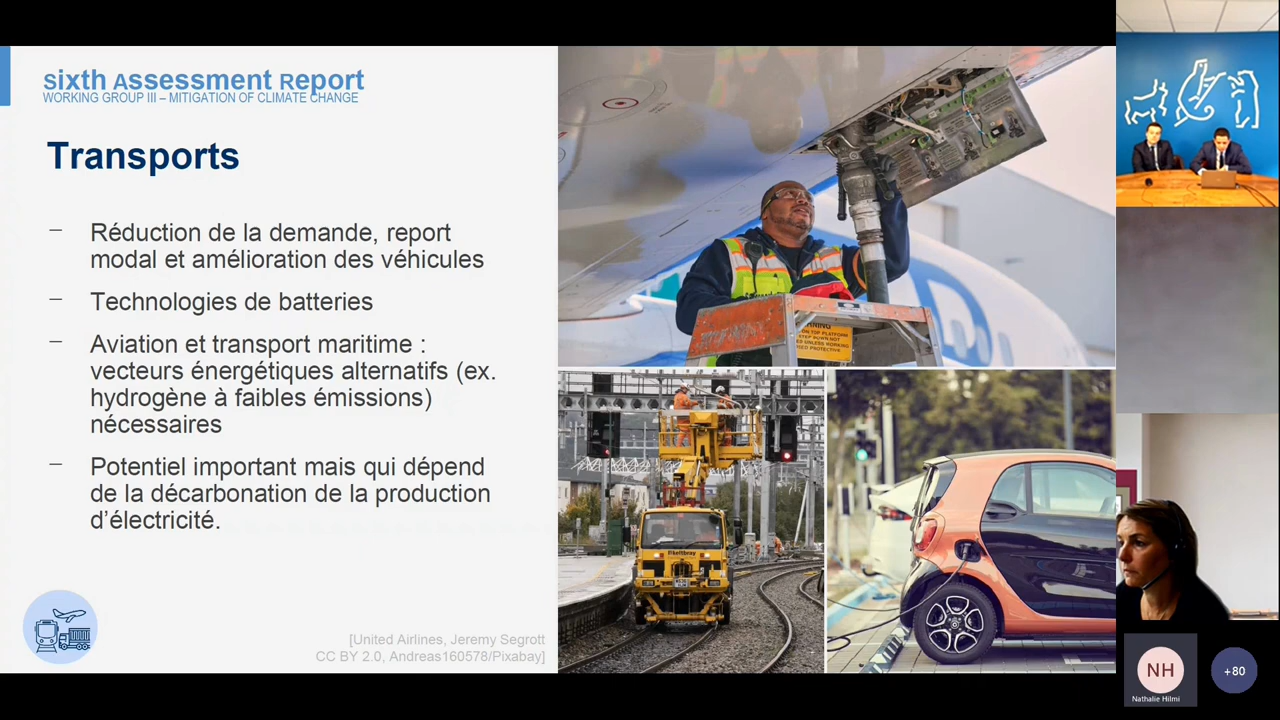 sixth Assessment Report
WORKING GROUP III – MITIGATION OF CLIMATE CHANGE
Transports
– Réduction de la demande, report
modal et amélioration des véhicules
– Technologies de batteries
– Aviation et transport maritime :
vecteurs énergétiques alternatifs (ex.
hydrogène à faibles émissions)
nécessaires
– Potentiel important mais qui dépend
de la décarbonation de la production
d’électricité.
[United Airlines, Jeremy Segrott
CC BY 2.0, Andreas160578/Pixabay]
NH
Nathalie Hilmi
+80